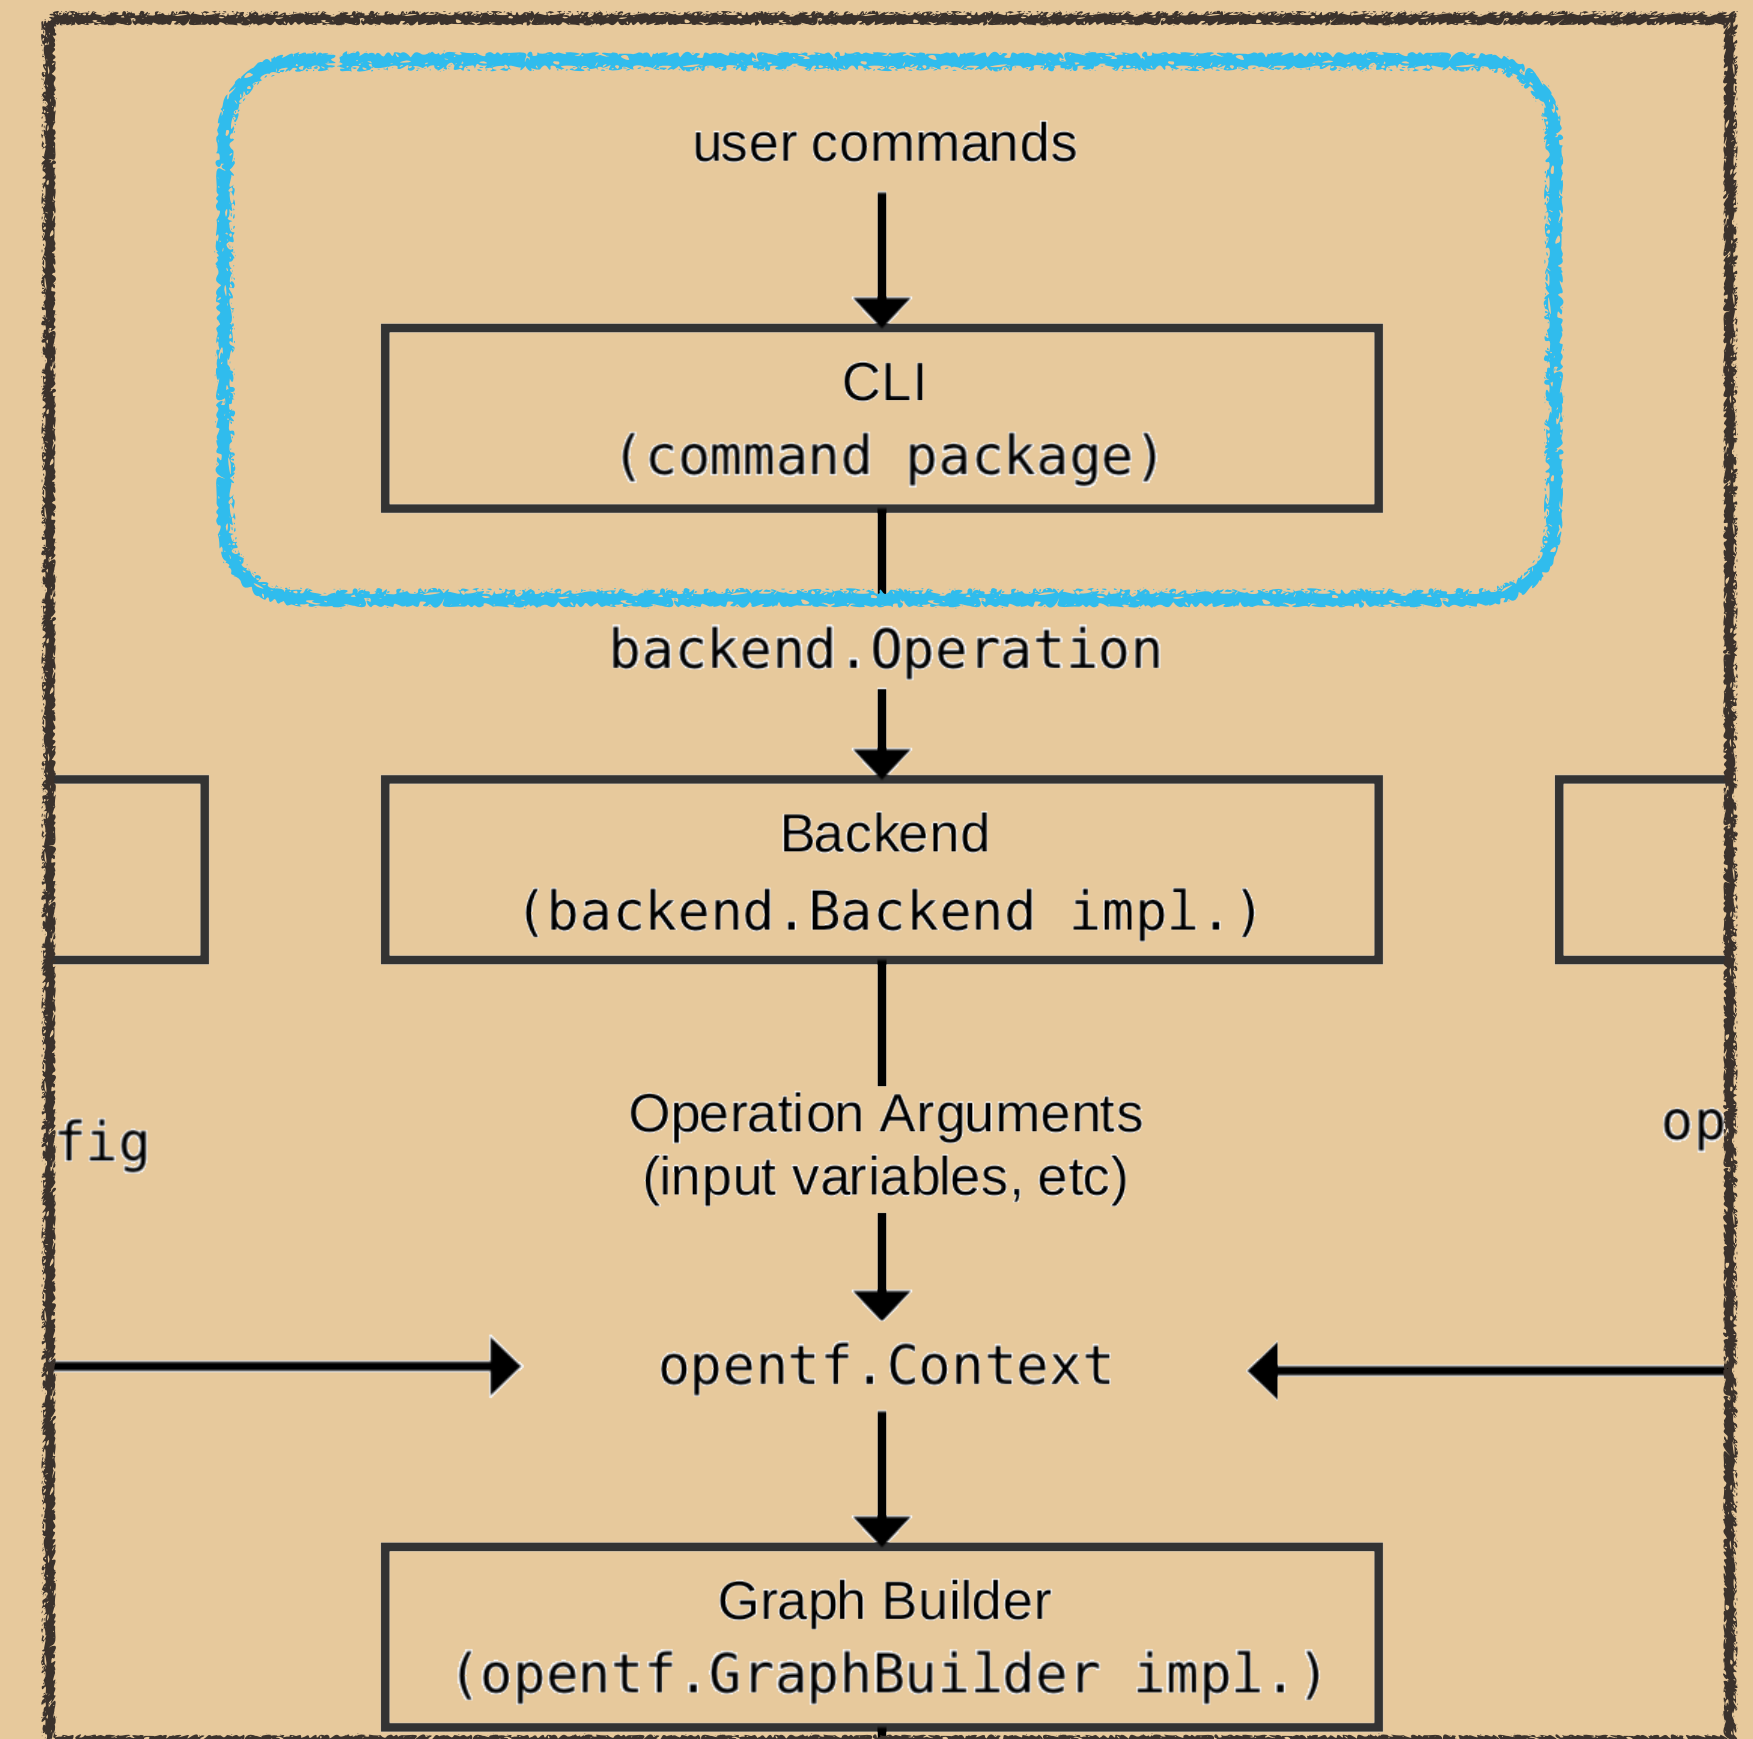 user commands
CLI
(command package)
backend.Operation
Backend
(backend.Backend impl.)
fig
Operation Arguments
(input variables, etc)
op
opentf.Context
Graph Builder
(opentf.GraphBuilder impl.)